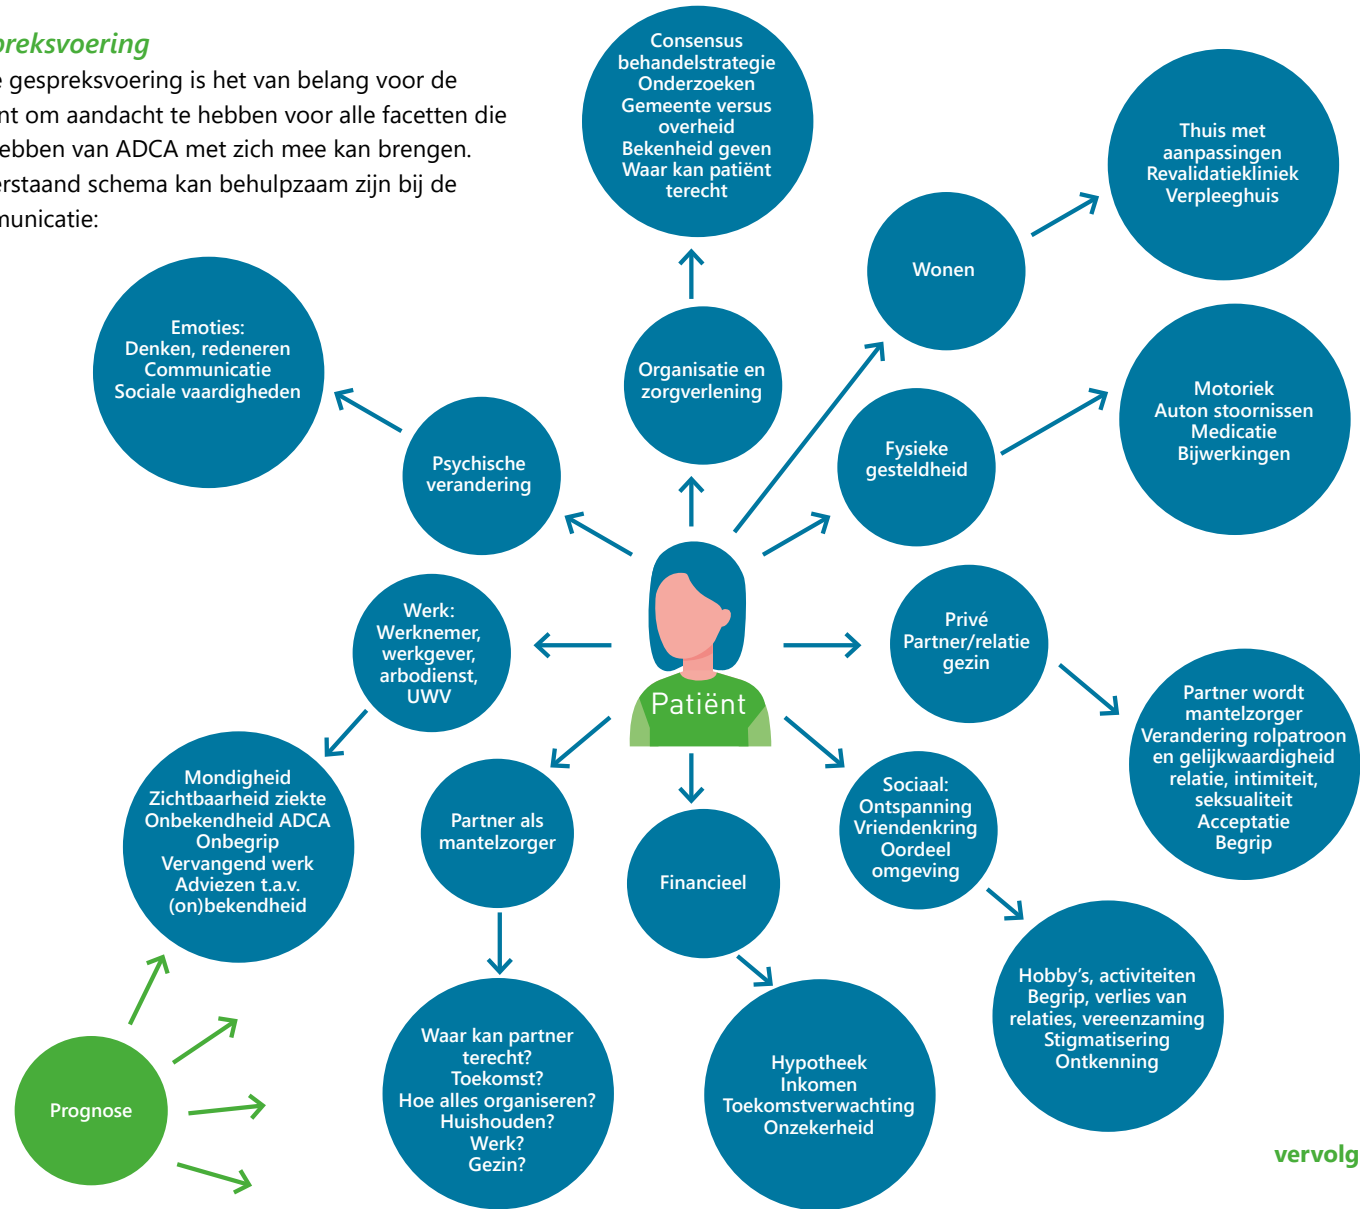 preksvoering
e gespreksvoering is het van belang voor de
nt om aandacht te hebben voor alle facetten die
ebben van ADCA met zich mee kan brengen.
erstaand schema kan behulpzaam zijn bij de
municatie:
Consensus
behandelstrategie
Onderzoeken
Gemeente versus
overheid
Bekenheid geven
Waar kan patiënt
terecht
Thuis met
aanpassingen
Revalidatiekliniek
Verpleeghuis
Wonen
Emoties:
Denken, redeneren
Communicatie
Sociale vaardigheden
Organisatie en
zorgverlening
Motoriek
Auton stoornissen
Medicatie
Bijwerkingen
Psychische
verandering
Fysieke
gesteldheid
Werk:
Werknemer,
werkgever,
arbodienst,
UWV
Privé
Partner/relatie
gezin
Patiënt
Partner wordt
mantelzorger
Verandering rolpatroon
en gelijkwaardigheid
relatie, intimiteit,
seksualiteit
Acceptatie
Begrip
Mondigheid
Zichtbaarheid ziekte
Onbekendheid ADCA
Onbegrip
Vervangend werk
Adviezen t.a.v.
(on)bekendheid
Partner als
mantelzorger
Financieel
Sociaal:
Ontspanning
Vriendenkring
Oordeel
omgeving
Hobby's, activiteiten
Begrip, verlies van
relaties, vereenzaming
Stigmatisering
Ontkenning
Prognose
Waar kan partner
terecht?
Toekomst?
Hoe alles organiseren?
Huishouden?
Werk?
Gezin?
Hypotheek
Inkomen
Toekomstverwachting
Onzekerheid
vervolg